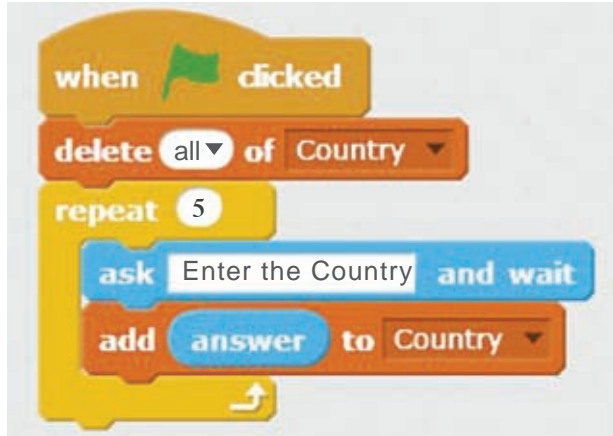 when clicked
delete all of Country
repeat 5
ask Enter the Country and wait
add answer to Country